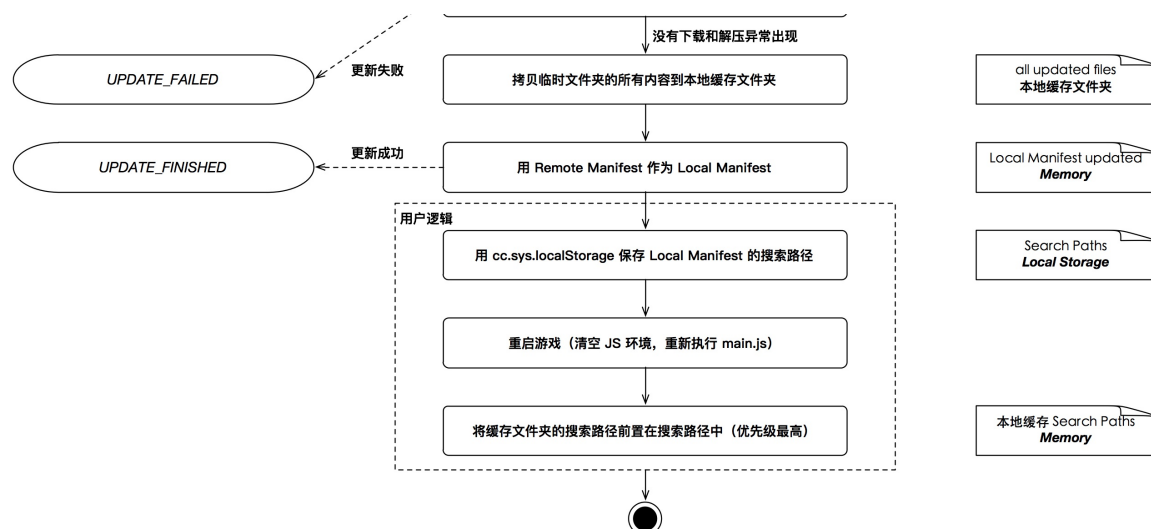 没有下载和解压异常出现
UPDATE_FAILED
更新失败
拷贝临时文件夹的所有内容到本地缓存文件夹
all updated files
本地缓存文件夹
UPDATE_FINISHED
更新成功
用 Remote Manifest 作为 Local Manifest
Local Manifest updated
Memory
用户逻辑
用 cc.sys.localStorage 保存 Local Manifest 的搜索路径
Search Paths
Local Storage
重启游戏（清空 JS 环境，重新执行 main.js）
将缓存文件夹的搜索路径前置在搜索路径中（优先级最高）
本地缓存 Search Paths
Memory